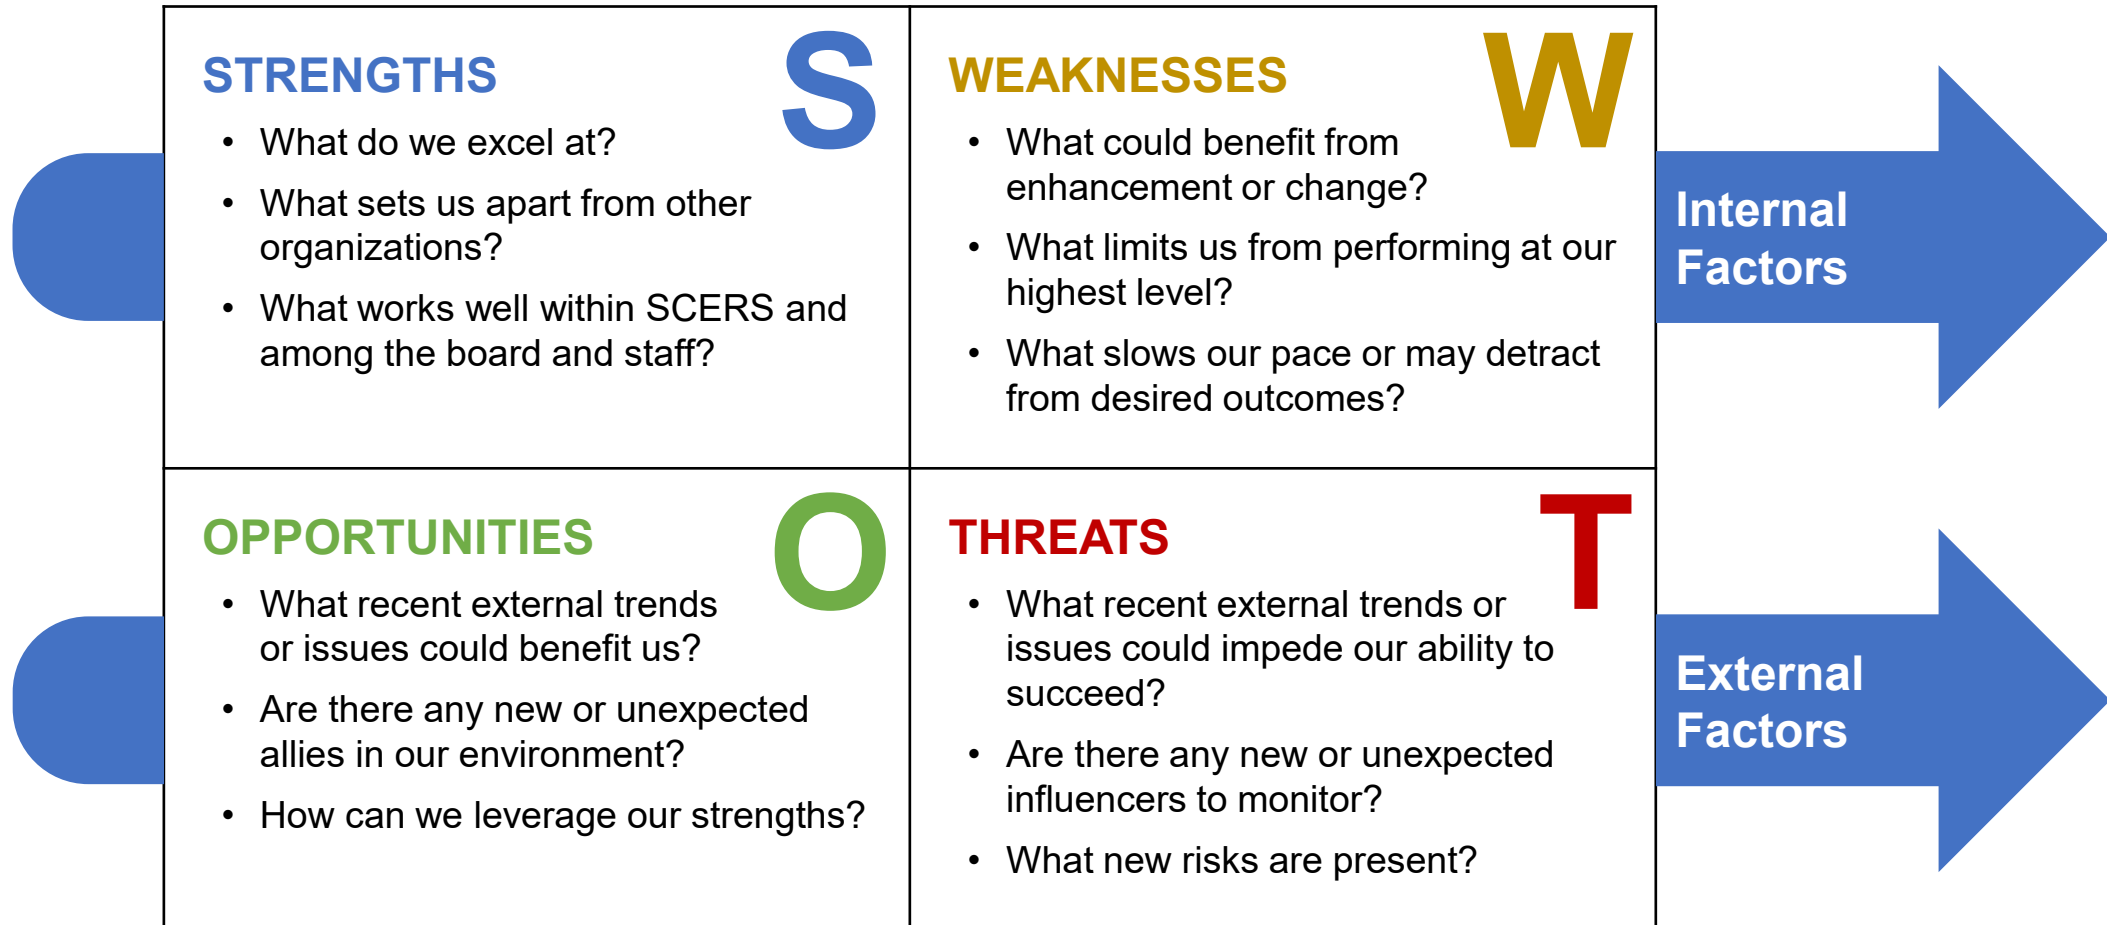 STRENGTHS
S
• What do we excel at?
• What sets us apart from other
organizations?
• What works well within SCERS and
among the board and staff?
WEAKNESSES
W
• What could benefit from
enhancement or change?
• What limits us from performing at our
highest level?
• What slows our pace or may detract
from desired outcomes?
Internal
Factors
OPPORTUNITIES
O
• What recent external trends
or issues could benefit us?
• Are there any new or unexpected
allies in our environment?
• How can we leverage our strengths?
THREATS
T
• What recent external trends or
issues could impede our ability to
succeed?
• Are there any new or unexpected
influencers to monitor?
• What new risks are present?
External
Factors